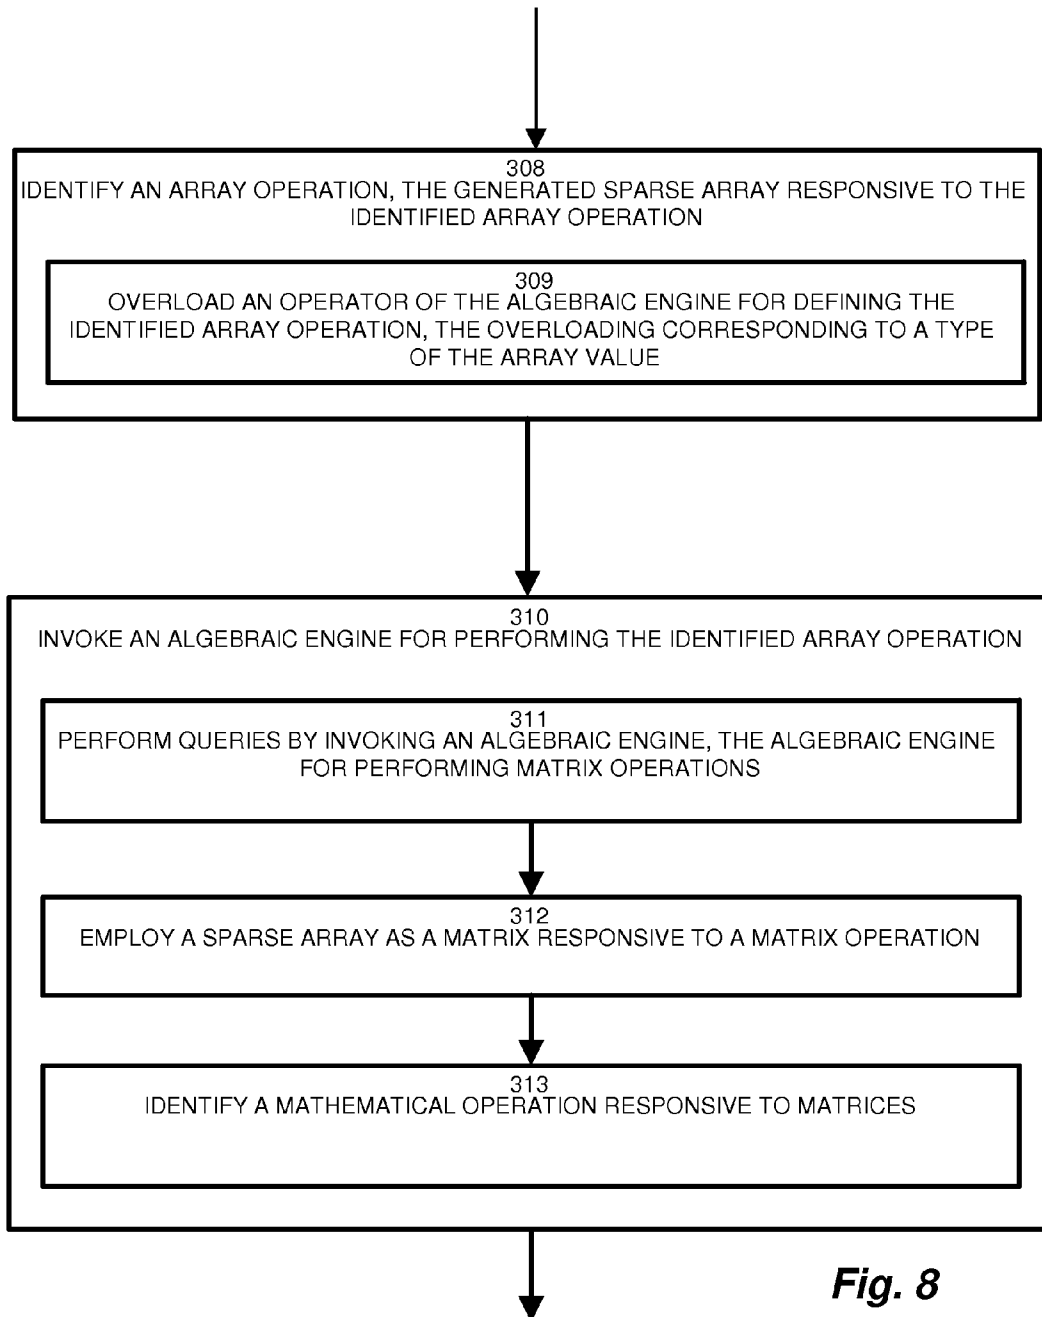 308
IDENTIFY AN ARRAY OPERATION, THE GENERATED SPARSE ARRAY RESPONSIVE TO THE
IDENTIFIED ARRAY OPERATION
309
OVERLOAD AN OPERATOR OF THE ALGEBRAIC ENGINE FOR DEFINING THE
IDENTIFIED ARRAY OPERATION, THE OVERLOADING CORRESPONDING TO A TYPE
OF THE ARRAY VALUE
310
INVOKE AN ALGEBRAIC ENGINE FOR PERFORMING THE IDENTIFIED ARRAY OPERATION
311
PERFORM QUERIES BY INVOKING AN ALGEBRAIC ENGINE, THE ALGEBRAIC ENGINE
FOR PERFORMING MATRIX OPERATIONS
312
EMPLOY A SPARSE ARRAY AS A MATRIX RESPONSIVE TO A MATRIX OPERATION
313
IDENTIFY A MATHEMATICAL OPERATION RESPONSIVE TO MATRICES
Fig. 8